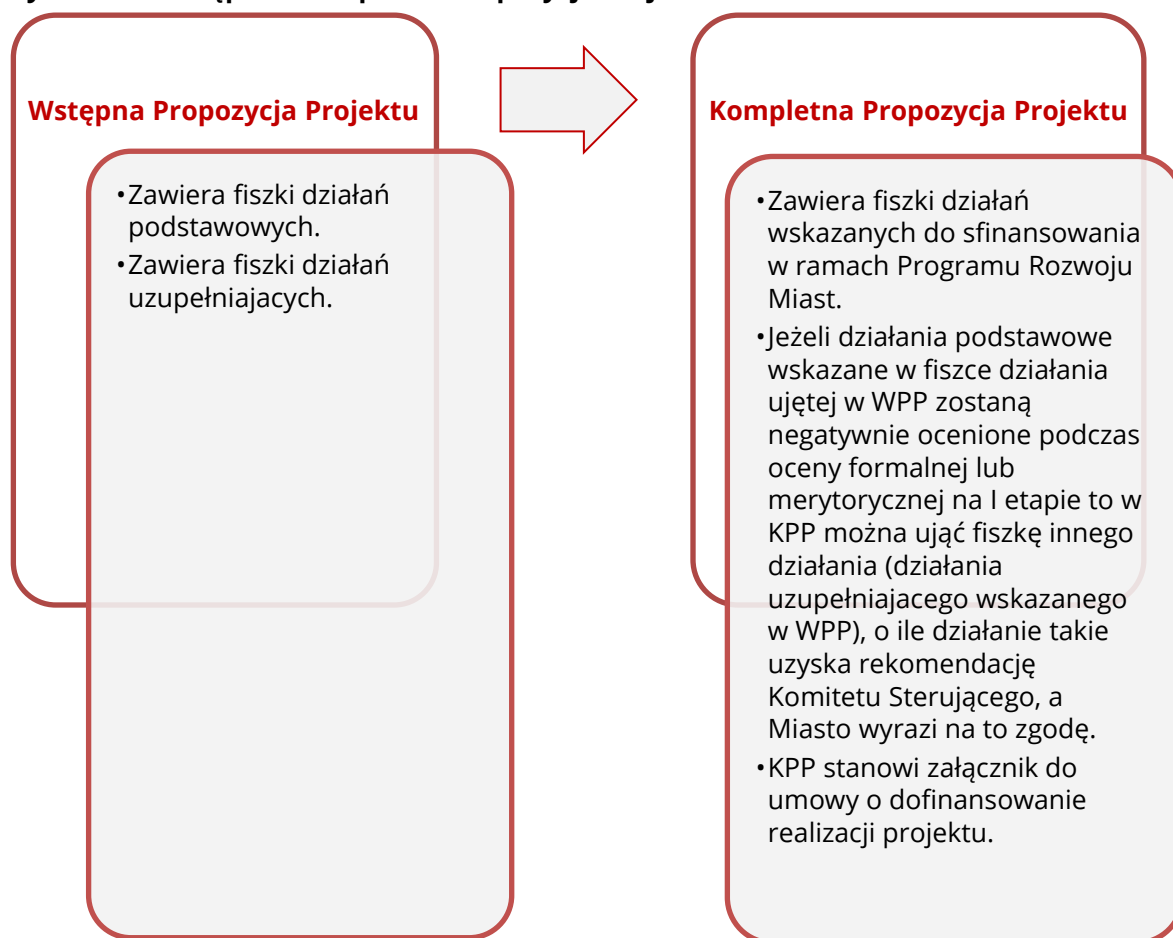 Wstępna Propozycja Projektu
•Zawiera fiszki działań
podstawowych.
•Zawiera fiszki działań
uzupełniajacych.
Kompletna Propozycja Projektu
•Zawiera fiszki działań
wskazanych do sfinansowania
w ramach Programu Rozwoju
Miast.
•Jeżeli działania podstawowe
wskazane w fiszce działania
ujętej w WPP zostaną
negatywnie ocenione podczas
oceny formalnej lub
merytorycznej na I etapie to w
KPP można ująć fiszkę innego
działania (działania
uzupełniajacego wskazanego
w WPP), o ile działanie takie
uzyska rekomendację
Komitetu Sterującego, a
Miasto wyrazi na to zgodę.
•KPP stanowi załącznik do
umowy o dofinansowanie
realizacji projektu.